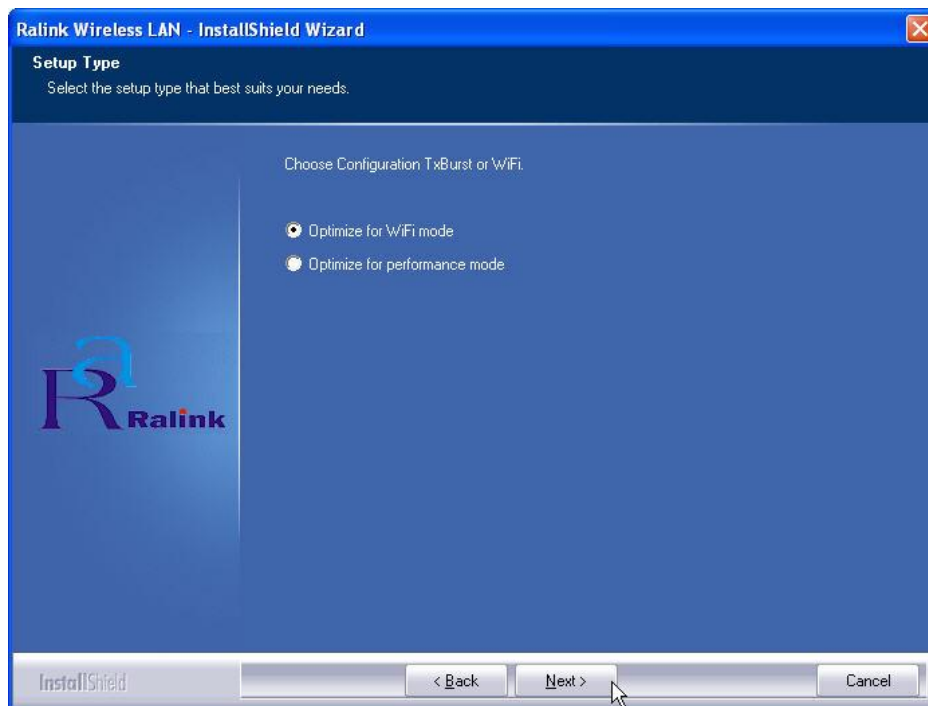 Ralink Wireless LAN - InstallShield Wizard
Setup Type
Select the setup type that best suits your needs.
Choose Configuration TxBurst or WiFi.
Optimize for WiFi mode
Optimize for performance mode
Ralink
InstallShield
< Back
Next >
Cancel